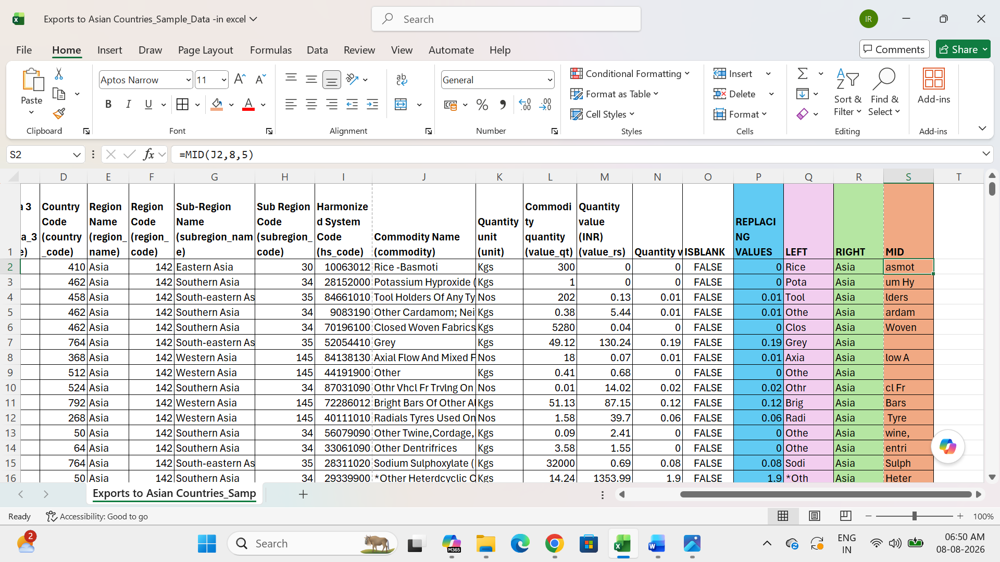 Exports to Asian Countries_Sample_Data -in excel
Search
IR
File Home Insert Draw Page Layout Formulas Data Review View Automate Help
Comments Share
Paste
Aptos Narrow 11
B I U
General
Conditional Formatting
Format as Table
Cell Styles
Insert
Delete
Format
Sort & Filter
Find & Select
Add-ins
Clipboard Font Alignment Number Styles Cells Editing Add-ins
S2 fx =MID(J2,8,5)
D E F G H I J K L M N O P Q R S T
1 a 3 a_3 e) Country Code (country_code) Region Name (region_name) Region Code (region_code) Sub-Region Name (subregion_name) Sub Region Code (subregion_code) Harmonized System Code (hs_code) Commodity Name (commodity) Quantity unit (unit) Commodity quantity (value_qt) Quantity value (INR) (value_rs) Quantity v ISBLANK REPLACING VALUES LEFT RIGHT MID
2 410 Asia 142 Eastern Asia 30 10063012 Rice -Basmoti Kgs 300 0 0 FALSE 0 Rice Asia asmot
3 462 Asia 142 Southern Asia 34 28152000 Potassium Hyproxide ( Kgs 1 0 0 FALSE 0 Pota Asia um Hy
4 458 Asia 142 South-eastern As 35 84661010 Tool Holders Of Any Ty Nos 202 0.13 0.01 FALSE 0.01 Tool Asia lders
5 462 Asia 142 Southern Asia 34 9083190 Other Cardamom; Nei Kgs 0.38 5.44 0.01 FALSE 0.01 Othe Asia ardam
6 462 Asia 142 Southern Asia 34 70196100 Closed Woven Fabrics Kgs 5280 0.04 0 FALSE 0 Clos Asia Woven
7 764 Asia 142 South-eastern As 35 52054410 Grey Kgs 49.12 130.24 0.19 FALSE 0.19 Grey Asia
8 368 Asia 142 Western Asia 145 84138130 Axial Flow And Mixed F Nos 18 0.07 0.01 FALSE 0.01 Axia Asia low A
9 512 Asia 142 Western Asia 145 44191900 Other Kgs 0.41 0.68 0 FALSE 0 Othe Asia
10 524 Asia 142 Southern Asia 34 87031090 Othr Vhcl Fr Trvlng On Nos 0.01 14.02 0.02 FALSE 0.02 Othr Asia cl Fr
11 792 Asia 142 Western Asia 145 72286012 Bright Bars Of Other Al Kgs 51.13 87.15 0.12 FALSE 0.12 Brig Asia Bars
12 268 Asia 142 Western Asia 145 40111010 Radials Tyres Used On Nos 1.58 39.7 0.06 FALSE 0.06 Radi Asia Tyre
13 50 Asia 142 Southern Asia 34 56079090 Other Twine,Cordage, Kgs 0.09 2.41 0 FALSE 0 Othe Asia wine,
14 64 Asia 142 Southern Asia 34 33061090 Other Dentrifrices Kgs 3.58 1.55 0 FALSE 0 Othe Asia entri
15 764 Asia 142 South-eastern As 35 28311020 Sodium Sulphoxylate ( Kgs 32000 0.69 0.08 FALSE 0.08 Sodi Asia Sulph
16 50 Asia 142 Southern Asia 34 29339900 *Other Heterdcyclic C Kgs 14.24 1353.99 1.9 FALSE 1.9 *Oth Asia Heter
Exports to Asian Countries_Samp
Ready Accessibility: Good to go 100%
2 Search M365 ENG IN 06:50 AM
08-08-2026